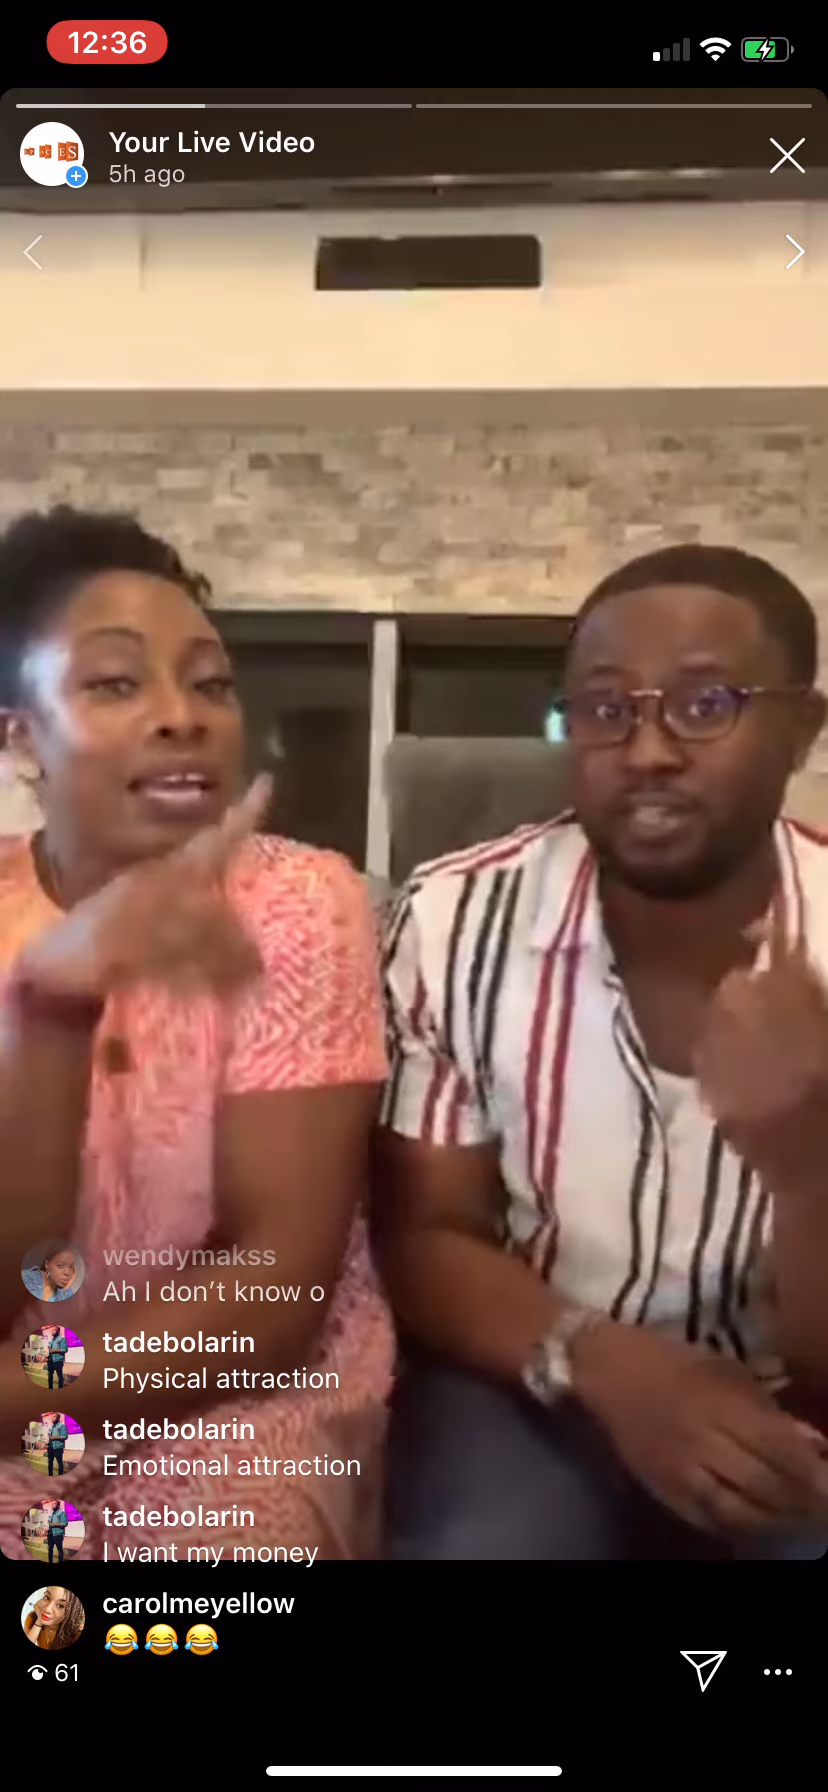 12:36
Your Live Video
5h ago
wendymakss
Ah I don’t know o
tadebolarin
Physical attraction
tadebolarin
Emotional attraction
tadebolarin
I want my money
carolmeyellow
😂😂😂
61